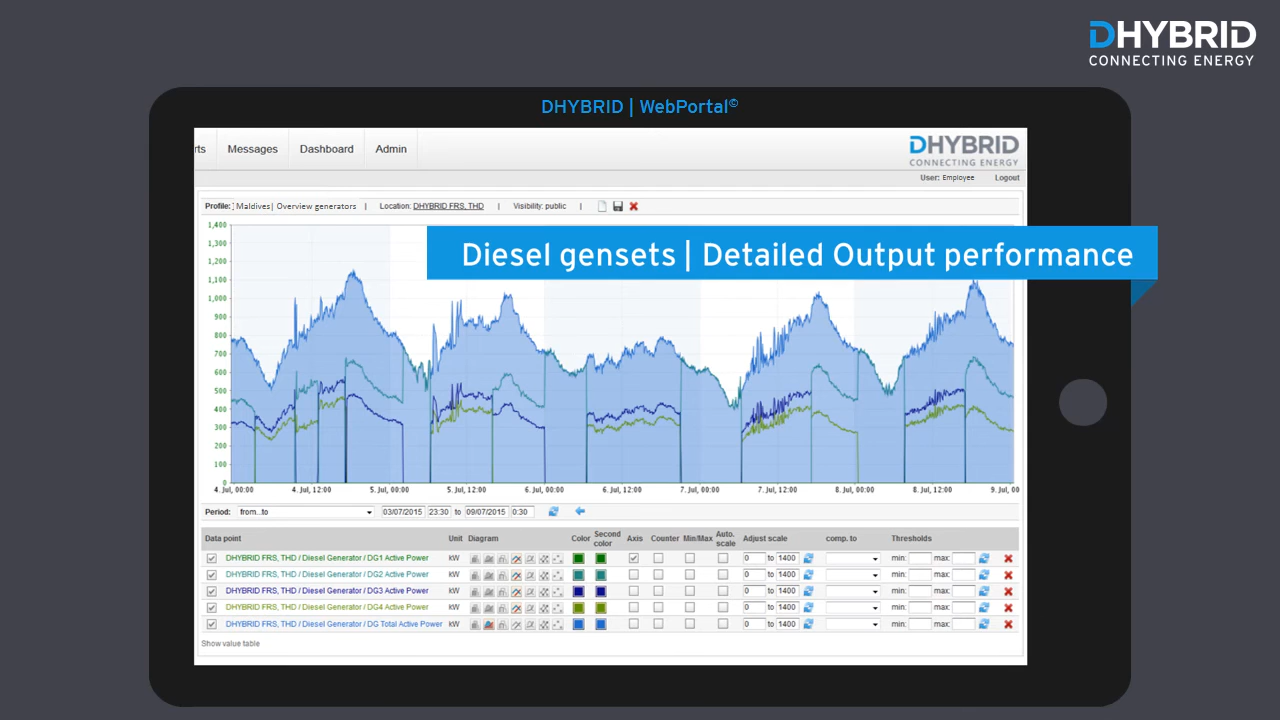 DHYBRID
CONNECTING ENERGY
DHYBRID | WebPortal©
rts Messages Dashboard Admin
DHYBRID
CONNECTING ENERGY
User: Employee Logout
Profile: Maldives| Overview generators | Location: DHYBRID FRS, THD | Visibility: public |
Diesel gensets | Detailed Output performance
1,400
1,300
1,200
1,100
1,000
900
800
700
600
500
400
300
200
100
0
4. Jul, 00:00 4. Jul, 12:00 5. Jul, 00:00 5. Jul, 12:00 6. Jul, 00:00 6. Jul, 12:00 7. Jul, 00:00 7. Jul, 12:00 8. Jul, 00:00 8. Jul, 12:00 9. Jul, 00
Period: from...to 03/07/2015 23:30 to 09/07/2015 0:30
Data point Unit Diagram Color Second color Axis Counter Min/Max Auto. scale Adjust scale comp. to Thresholds
DHYBRID FRS, THD / Diesel Generator / DG1 Active Power kW 0 to 1400 min: max:
DHYBRID FRS, THD / Diesel Generator / DG2 Active Power kW 0 to 1400 min: max:
DHYBRID FRS, THD / Diesel Generator / DG3 Active Power kW 0 to 1400 min: max:
DHYBRID FRS, THD / Diesel Generator / DG4 Active Power kW 0 to 1400 min: max:
DHYBRID FRS, THD / Diesel Generator / DG Total Active Power kW 0 to 1400 min: max:
Show value table